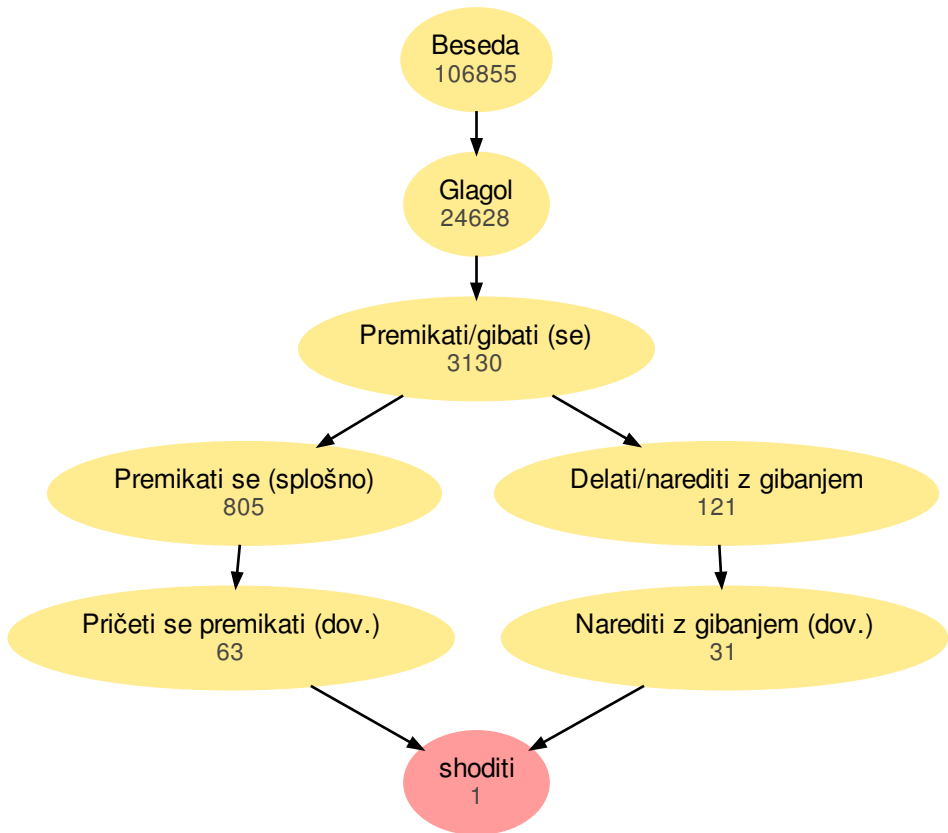 Beseda
106855
Glagol
24628
Premikati/gibati (se)
3130
Premikati se (splošno)
805
Delati/narediti z gibanjem
121
Pričeti se premikati (dov.)
63
Narediti z gibanjem (dov.)
31
shoditi
1